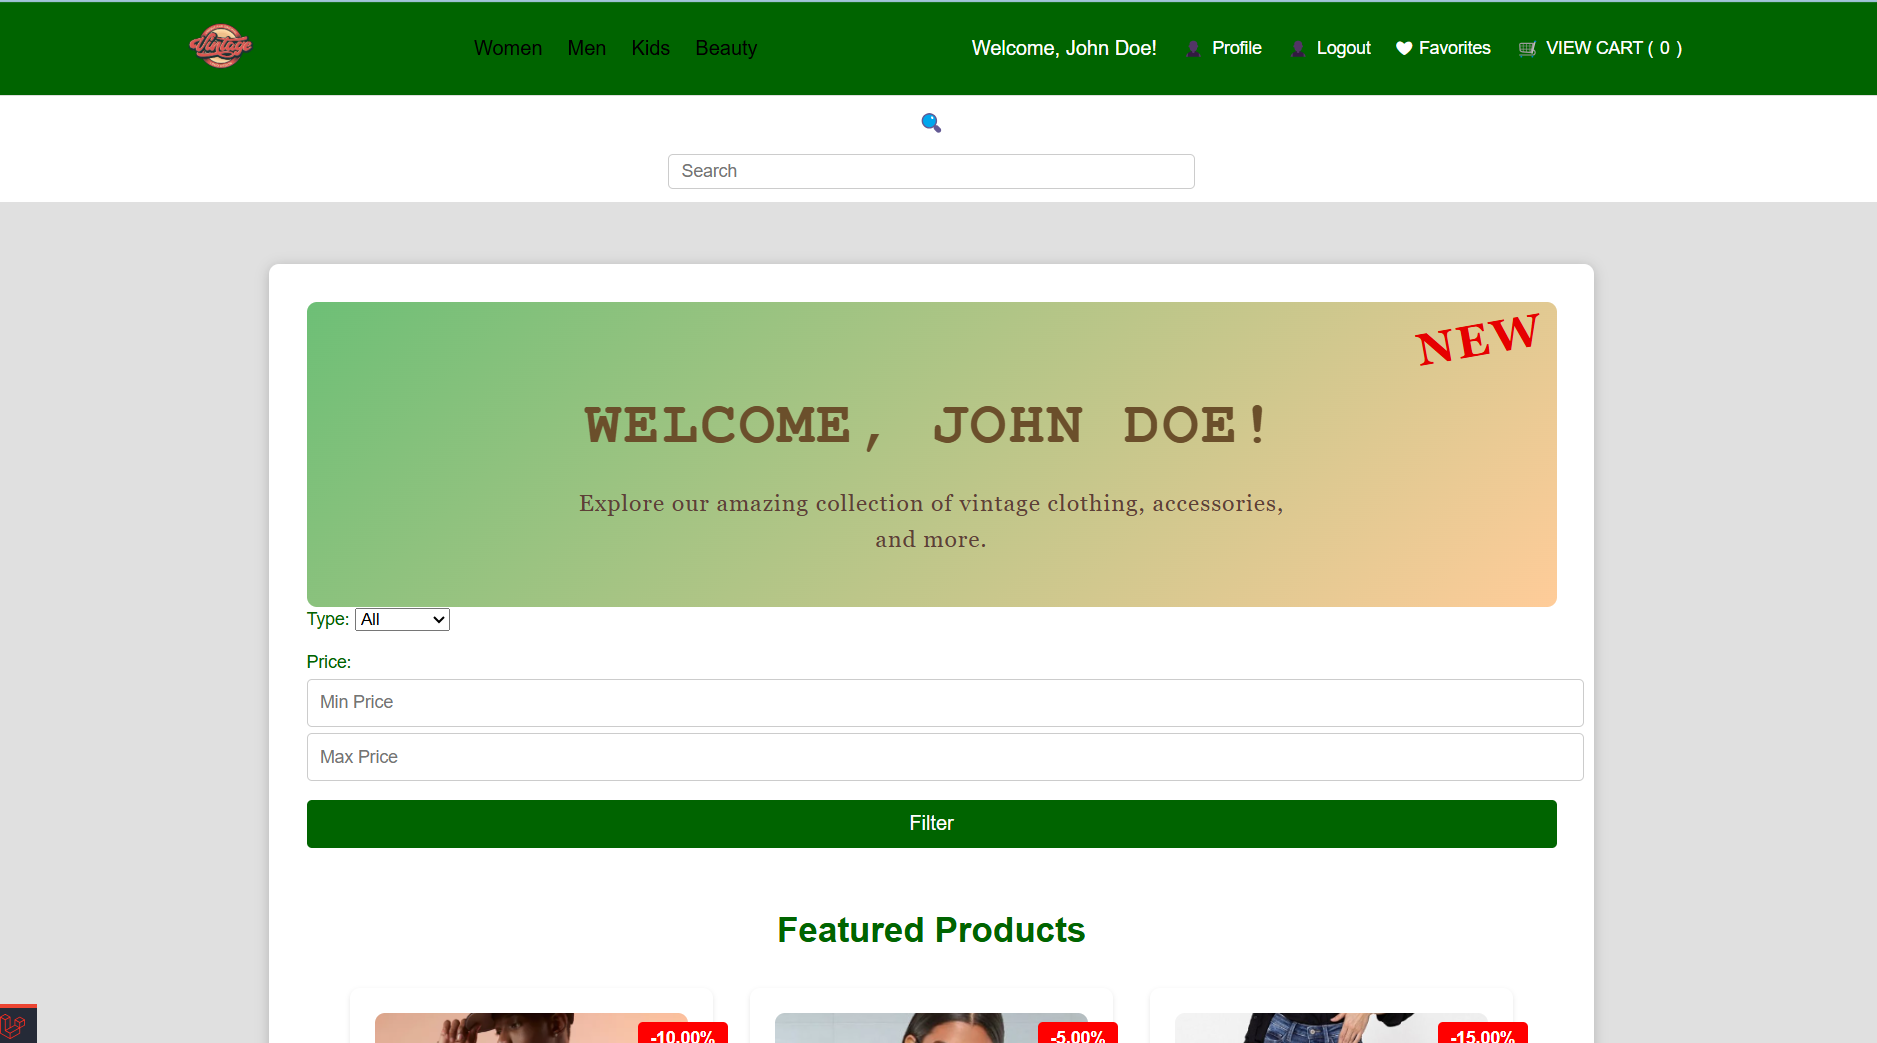 Vintage
Women Men Kids Beauty
Welcome, John Doe! Profile Logout Favorites VIEW CART ( 0 )
Search
NEW
WELCOME, JOHN DOE!
Explore our amazing collection of vintage clothing, accessories,
and more.
Type: All
Price:
Min Price
Max Price
Filter
Featured Products
-10.00% -5.00% -15.00%